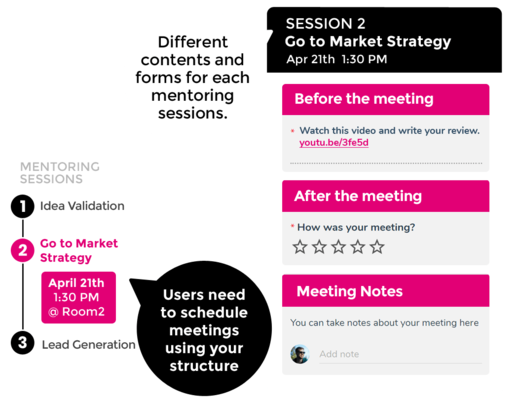 Different
contents and
forms for each
mentoring
sessions.
SESSION 2
Go to Market Strategy
Apr 21th 1:30 PM
Before the meeting
* Watch this video and write your review.
youtu.be/3fe5d
After the meeting
* How was your meeting?
Meeting Notes
You can take notes about your meeting here
Add note
MENTORING
SESSIONS
1 Idea Validation
2 Go to Market
Strategy
April 21th
1:30 PM
@ Room2
3 Lead Generation
Users need
to schedule
meetings
using your
structure